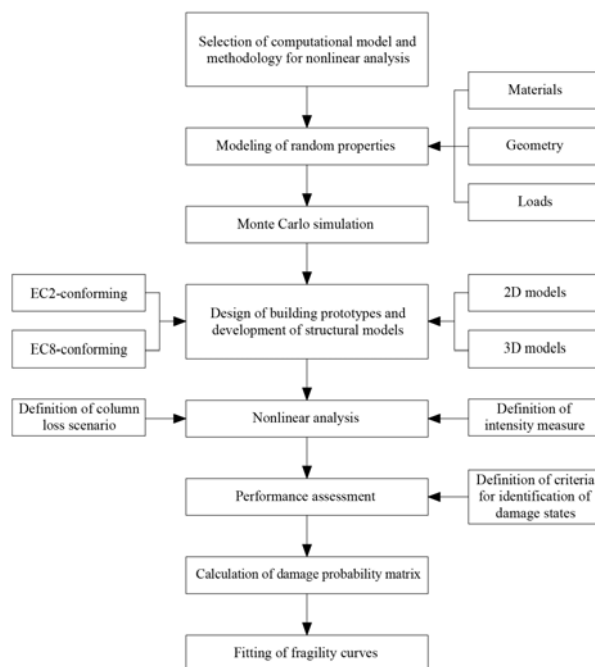 Selection of computational model and
methodology for nonlinear analysis
Materials
Modeling of random properties
Geometry
Loads
Monte Carlo simulation
EC2-conforming
EC8-conforming
Design of building prototypes and
development of structural models
2D models
3D models
Definition of column
loss scenario
Nonlinear analysis
Definition of
intensity measure
Performance assessment
Definition of criteria
for identification of
damage states
Calculation of damage probability matrix
Fitting of fragility curves